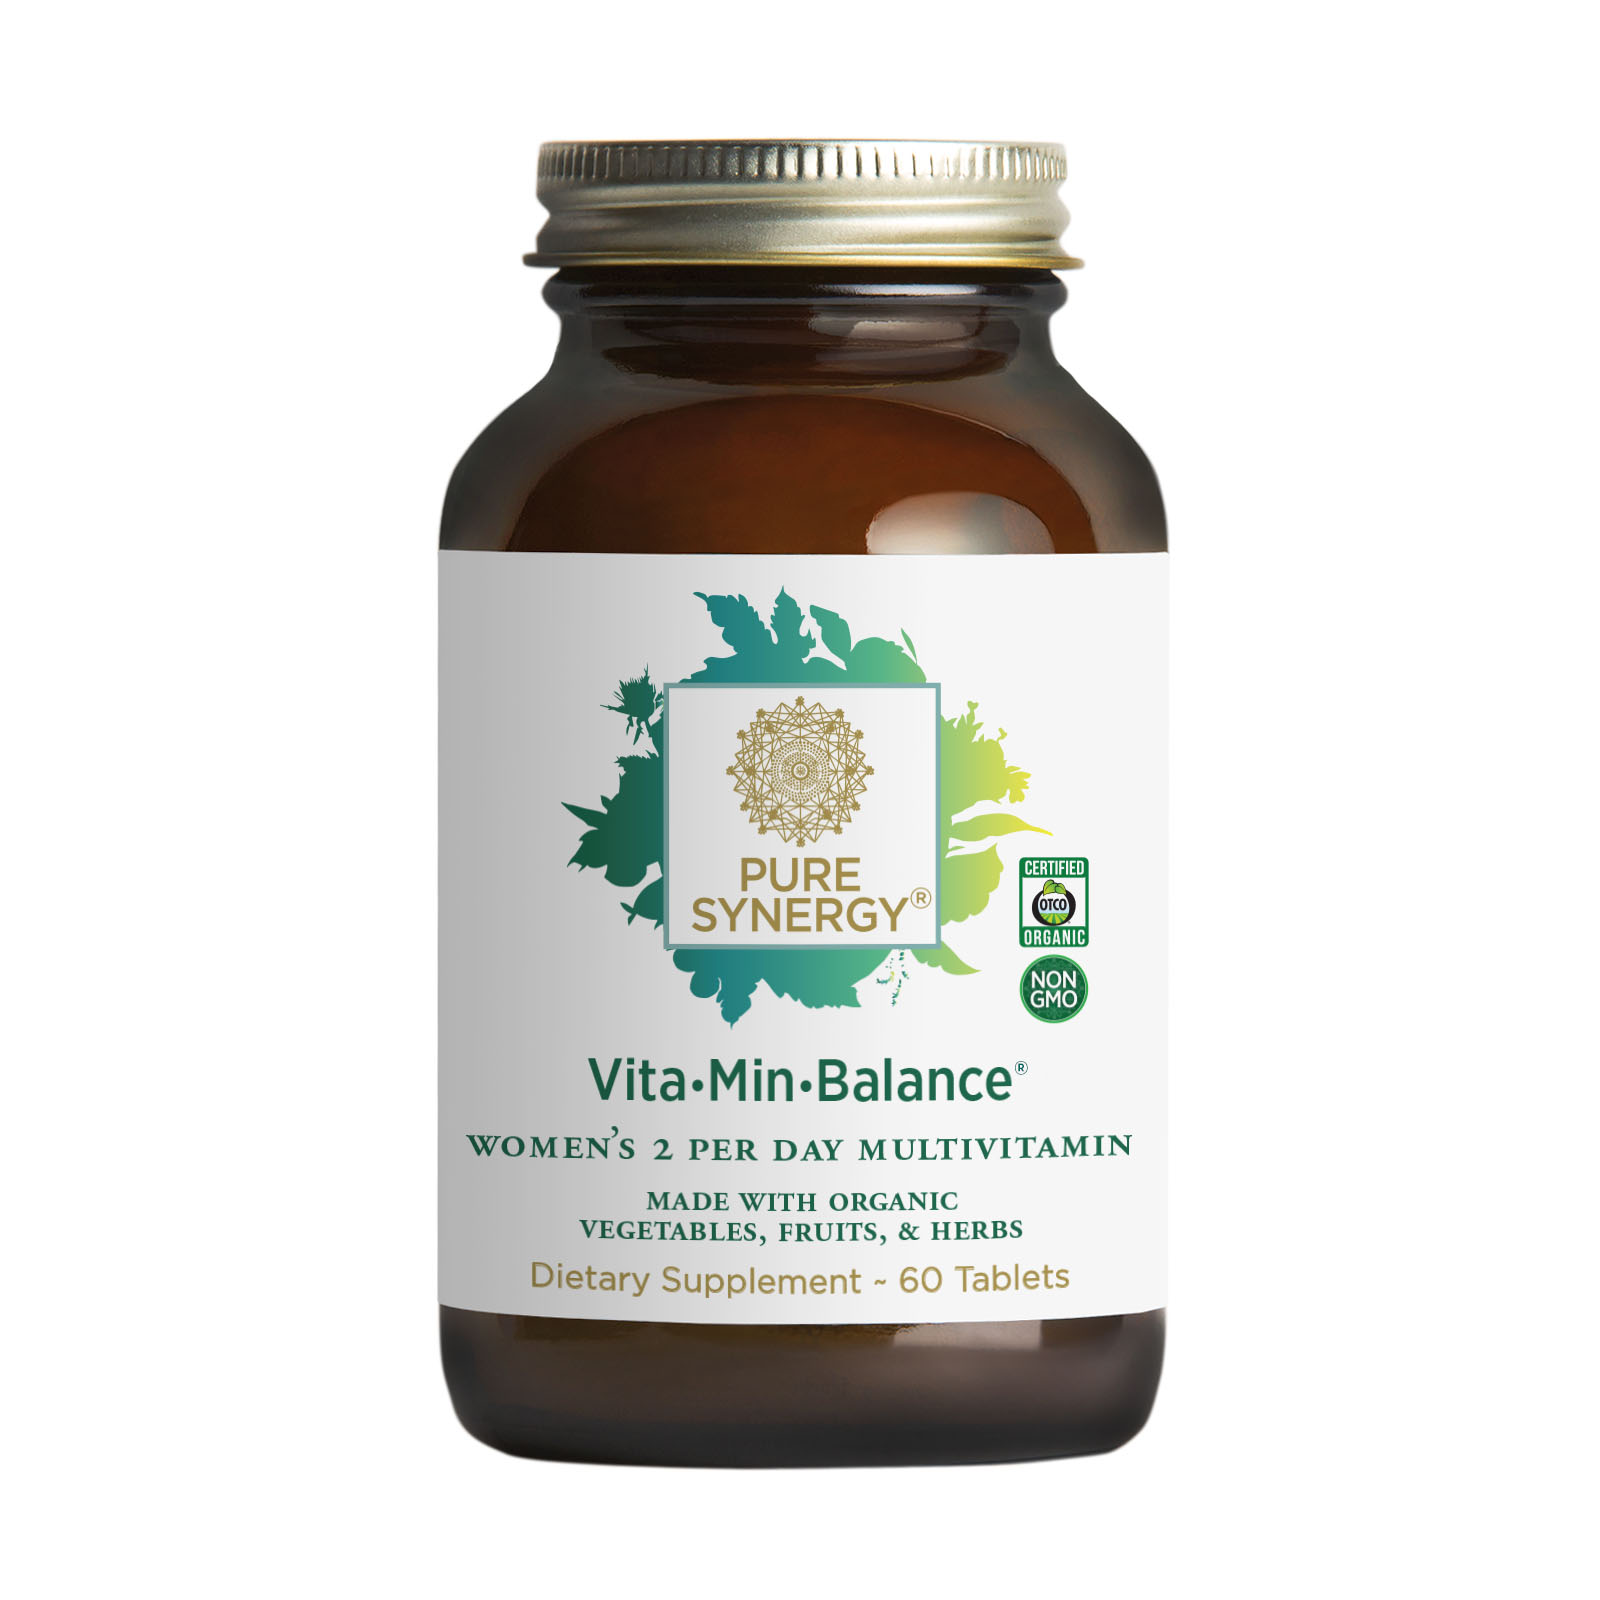 PURE
SYNERGY®
CERTIFIED
OTCO
ORGANIC
NON
GMO
Vita•Min•Balance®
WOMEN'S 2 PER DAY MULTIVITAMIN
MADE WITH ORGANIC
VEGETABLES, FRUITS, & HERBS
Dietary Supplement ~ 60 Tablets